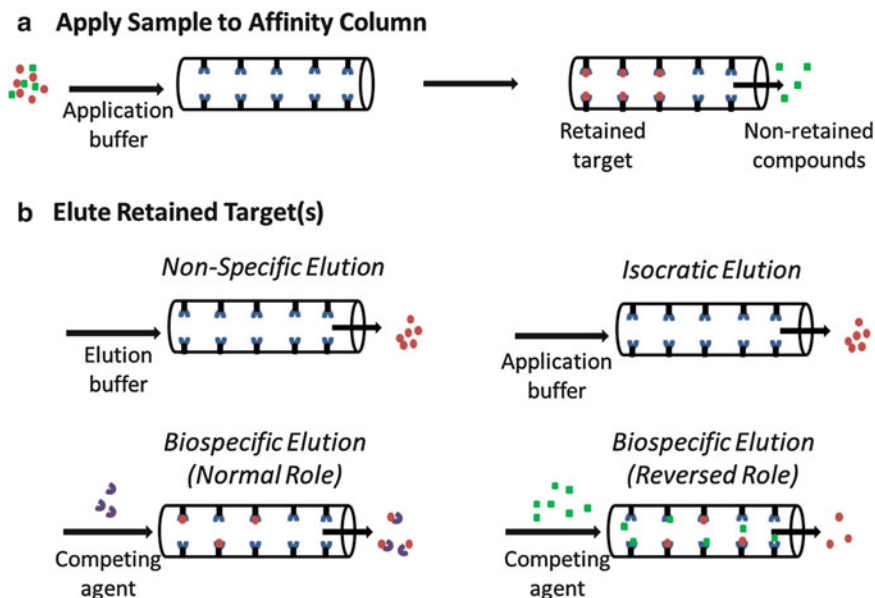 a Apply Sample to Affinity Column
Application
buffer
Retained
target
Non-retained
compounds
b Elute Retained Target(s)
Non-Specific Elution
Elution
buffer
Isocratic Elution
Application
buffer
Biospecific Elution
(Normal Role)
Competing
agent
Biospecific Elution
(Reversed Role)
Competing
agent